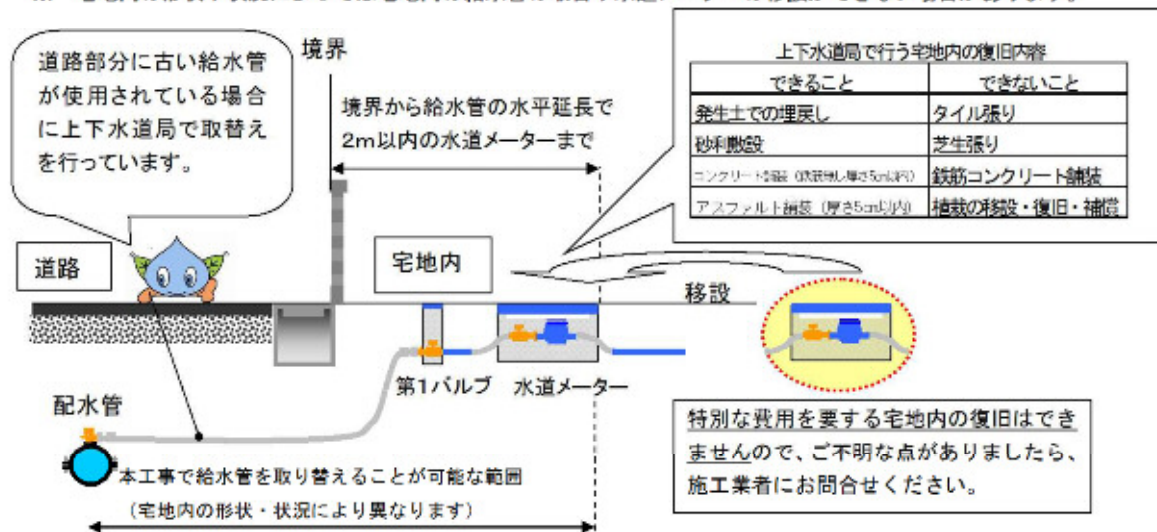 境界
道路部分に古い給水管
が使用されている場合
に上下水道局で取替え
を行っています。
境界から給水管の水平延長で
2m以内の水道メーターまで
上下水道局で行う宅地内の復旧内容
できること できないこと
発生土での埋戻し タイル張り
砂利敷設 芝生張り
コンクリート舗装(鉄筋無し厚さ5cm以内) 鉄筋コンクリート舗装
アスファルト舗装(厚さ5cm以内) 植栽の移設・復旧・補償
道路
宅地内
移設
第1バルブ 水道メーター
配水管
本工事で給水管を取り替えることが可能な範囲
(宅地内の形状・状況により異なります)
特別な費用を要する宅地内の復旧はでき
ませんので、ご不明な点がありましたら、
施工業者にお問合せください。